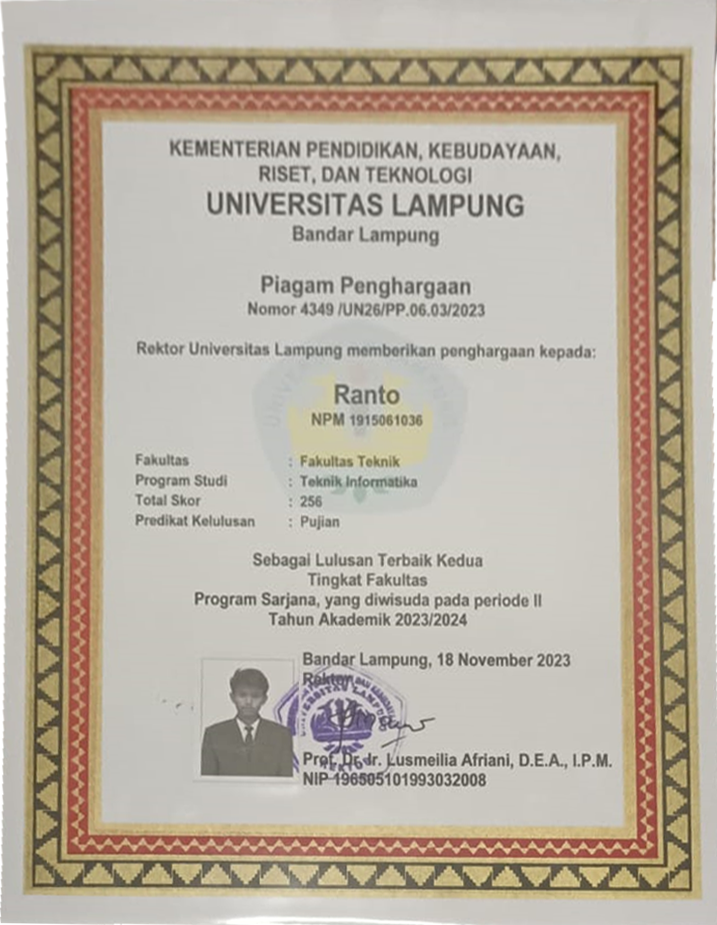 KEMENTERIAN PENDIDIKAN, KEBUDAYAAN,
RISET, DAN TEKNOLOGI
UNIVERSITAS LAMPUNG
Bandar Lampung
Piagam Penghargaan
Nomor 4349 /UN26/PP.06.03/2023
Rektor Universitas Lampung memberikan penghargaan kepada:
Ranto
NPM 1915061036
Fakultas : Fakultas Teknik
Program Studi : Teknik Informatika
Total Skor : 256
Predikat Kelulusan : Pujian
Sebagai Lulusan Terbaik Kedua
Tingkat Fakultas
Program Sarjana, yang diwisuda pada periode II
Tahun Akademik 2023/2024
Bandar Lampung, 18 November 2023
Rektor
UNIVERSITAS LAMPUNG
REKTOR
Prof. Dr. Ir. Lusmeilia Afriani, D.E.A., I.P.M.
NIP 196505101993032008